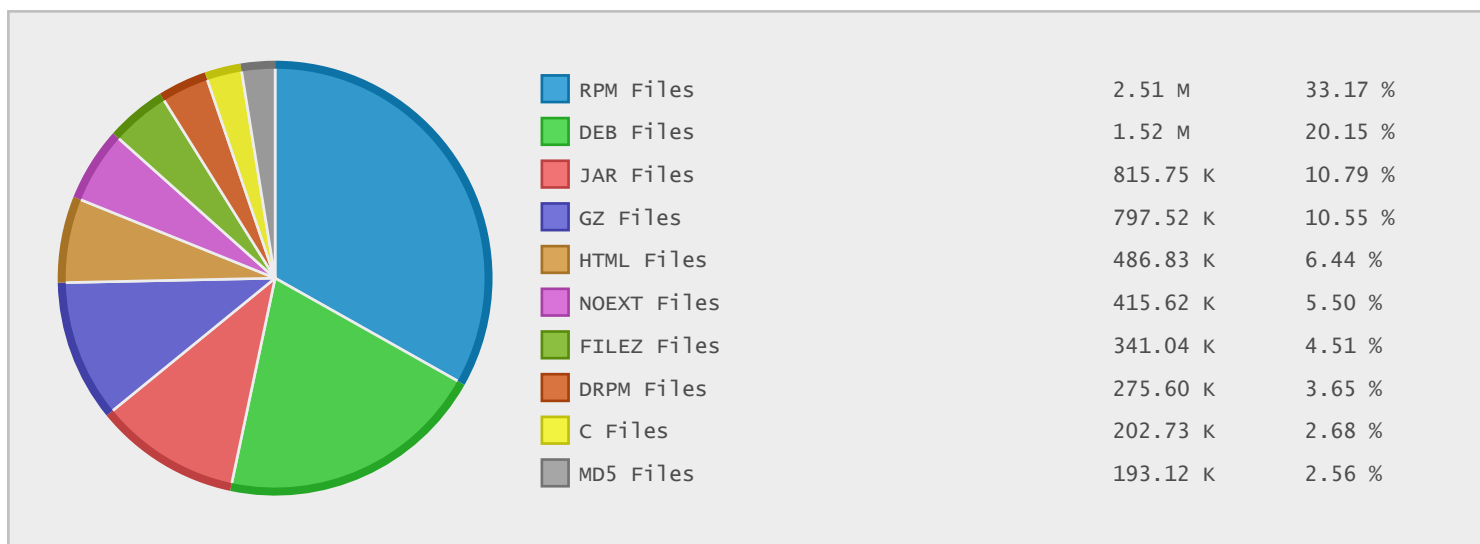 RPM Files 2.51 M 33.17 %
DEB Files 1.52 M 20.15 %
JAR Files 815.75 K 10.79 %
GZ Files 797.52 K 10.55 %
HTML Files 486.83 K 6.44 %
NOEXT Files 415.62 K 5.50 %
FILEZ Files 341.04 K 4.51 %
DRPM Files 275.60 K 3.65 %
C Files 202.73 K 2.68 %
MD5 Files 193.12 K 2.56 %